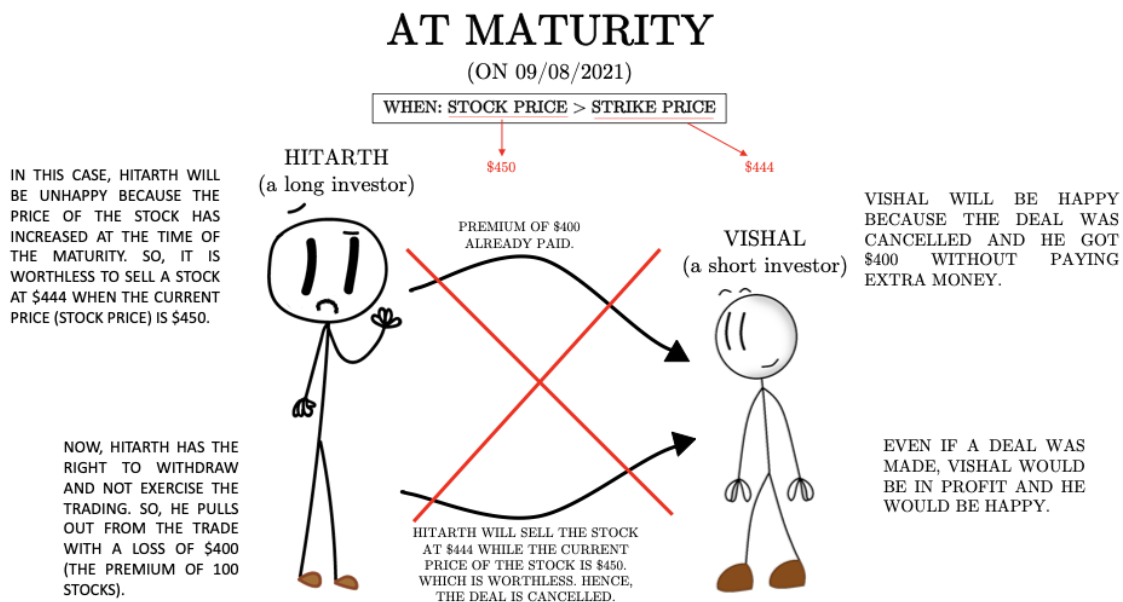 AT MATURITY
(ON 09/08/2021)
WHEN: STOCK PRICE > STRIKE PRICE
$450
$444
HITARTH
(a long investor)
IN THIS CASE, HITARTH WILL
BE UNHAPPY BECAUSE THE
PRICE OF THE STOCK HAS
INCREASED AT THE TIME OF
THE MATURITY. SO, IT IS
WORTHLESS TO SELL A STOCK
AT $444 WHEN THE CURRENT
PRICE (STOCK PRICE) IS $450.
PREMIUM OF $400
ALREADY PAID.
VISHAL
(a short investor)
VISHAL WILL BE HAPPY
BECAUSE THE DEAL WAS
CANCELLED AND HE GOT
$400 WITHOUT PAYING
EXTRA MONEY.
NOW, HITARTH HAS THE
RIGHT TO WITHDRAW
AND NOT EXERCISE THE
TRADING. SO, HE PULLS
OUT FROM THE TRADE
WITH A LOSS OF $400
(THE PREMIUM OF 100
STOCKS).
HITARTH WILL SELL THE STOCK
AT $444 WHILE THE CURRENT
PRICE OF THE STOCK IS $450.
WHICH IS WORTHLESS. HENCE,
THE DEAL IS CANCELLED.
EVEN IF A DEAL WAS
MADE, VISHAL WOULD
BE IN PROFIT AND HE
WOULD BE HAPPY.